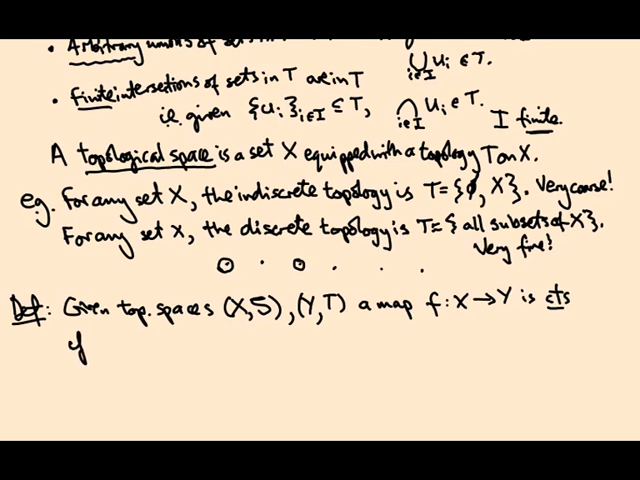 • Arbitrary unions of sets in
⋃ Ui ∈ T.
i∈I
• finite intersections of sets in T are in T
i.e. given {Ui}i∈I ⊆ T, ⋂i∈I Ui ∈ T. I finite.
A topological space is a set X equipped with a topology T on X.
eg. For any set X, the indiscrete topology is T = {∅, X}. Very coarse!
For any set X, the discrete topology is T = {all subsets of X}.
Very fine!
Def: Given top. spaces (X,S), (Y,T) a map f: X → Y is cts
if